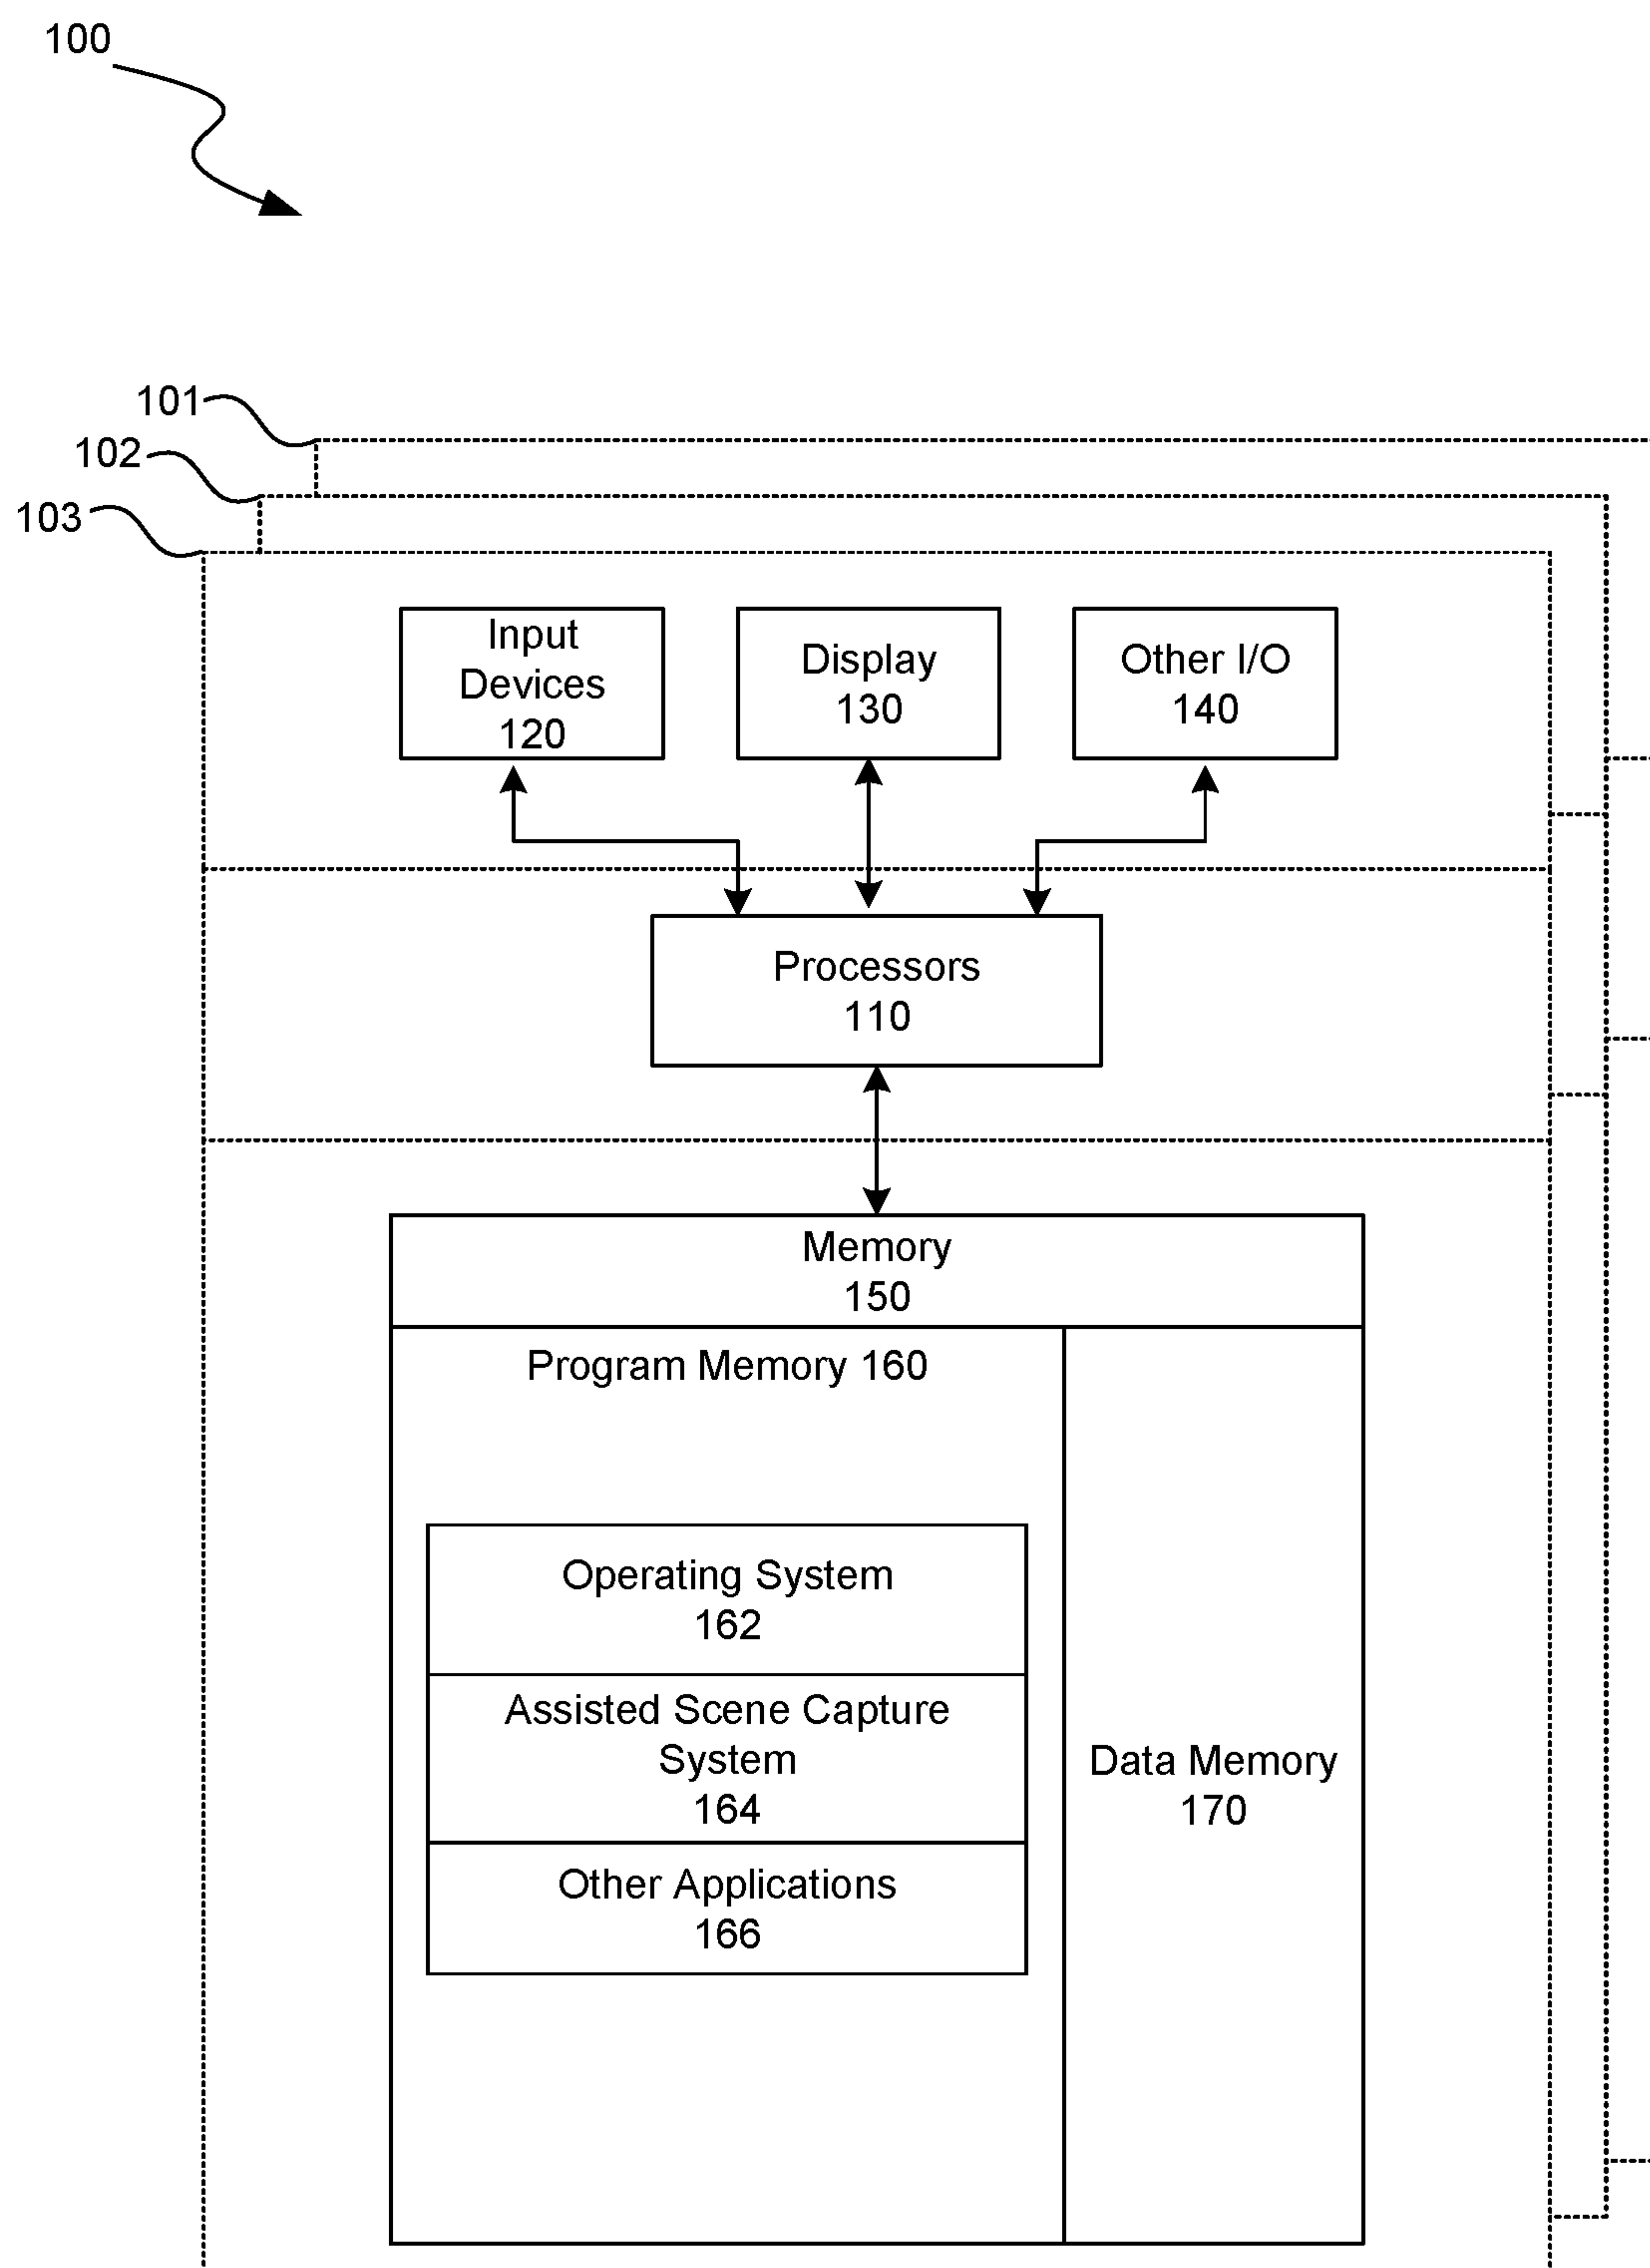 100
101
102
103
Input
Devices
120
Display
130
Other I/O
140
Processors
110
Memory
150
Program Memory 160
Operating System
162
Assisted Scene Capture
System
164
Other Applications
166
Data Memory
170